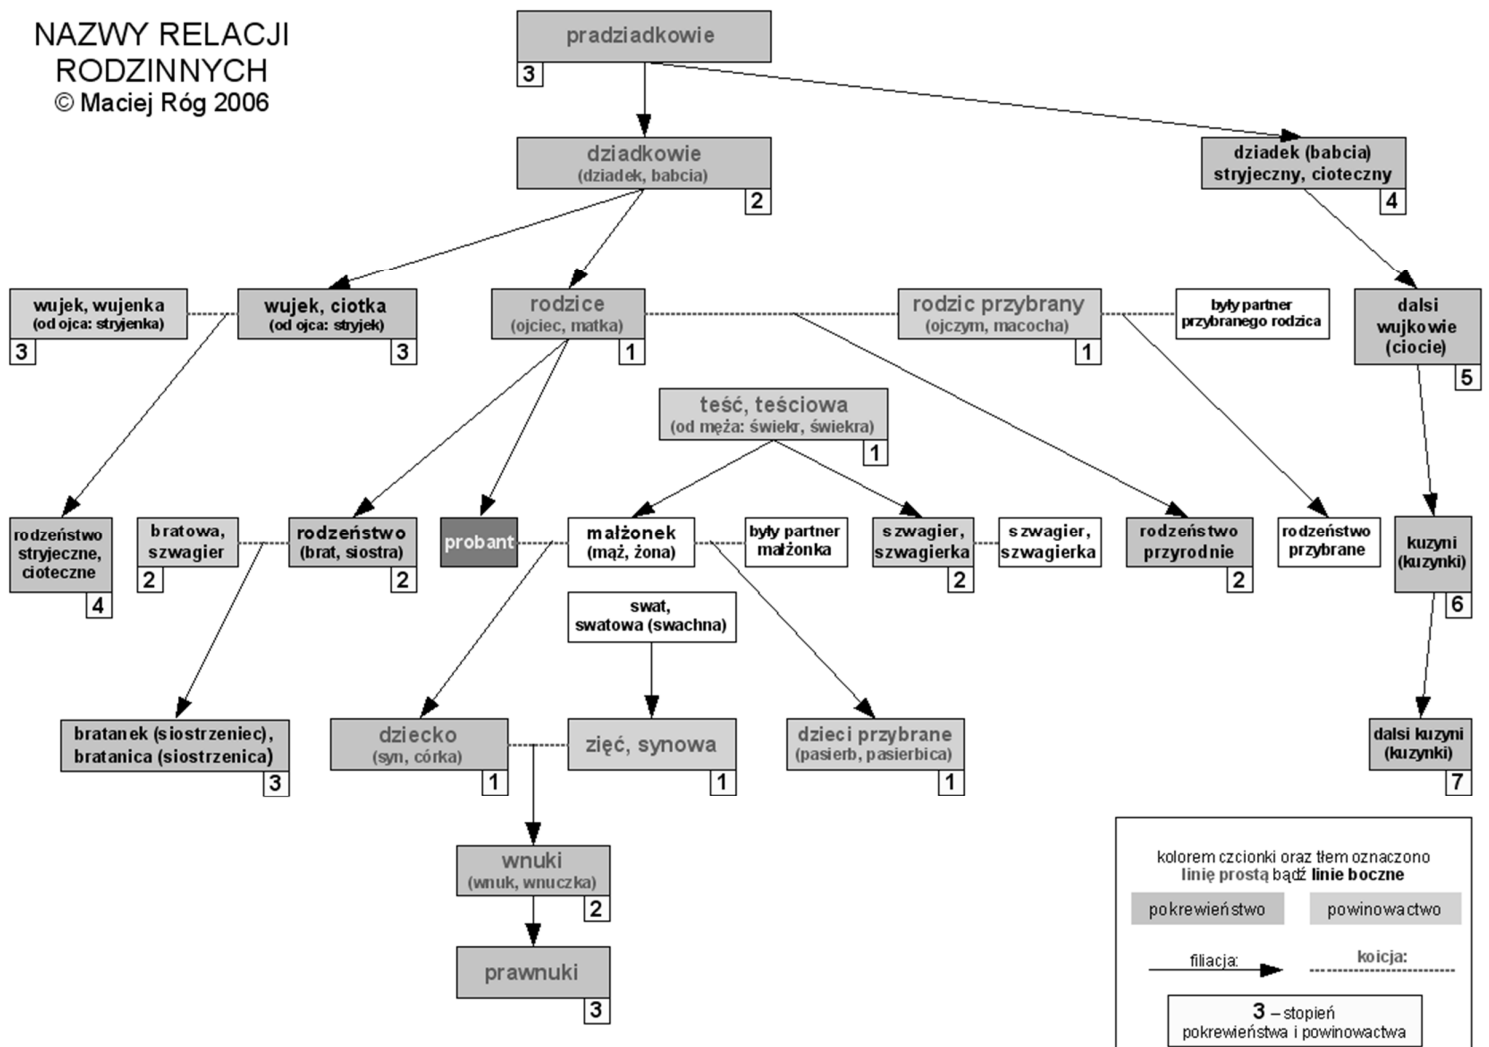 NAZWY RELACJI
RODZINNYCH
© Maciej Róg 2006
pradziadkowie
3
dziadkowie
(dziadek, babcia)
2
dziadek (babcia)
stryjeczny, cioteczny
4
wujek, wujenka
(od ojca: stryjenka)
3
wujek, ciotka
(od ojca: stryjek)
3
rodzice
(ojciec, matka)
1
rodzic przybrany
(ojczym, macocha)
1
były partner
przybranego rodzica
dalsi
wujkowie
(ciocie)
5
teść, teściowa
(od męża: świekr, świekra)
1
rodzeństwo
stryjeczne,
cioteczne
4
bratowa,
szwagier
2
rodzeństwo
(brat, siostra)
2
probant
małżonek
(mąż, żona)
były partner
małżonka
szwagier,
szwagierka
2
szwagier,
szwagierka
rodzeństwo
przyrodnie
2
rodzeństwo
przybrane
kuzyni
(kuzynki)
6
swat,
swatowa (swachna)
bratanek (siostrzeniec),
bratanica (siostrzenica)
3
dziecko
(syn, córka)
1
zięć, synowa
1
dzieci przybrane
(pasierb, pasierbica)
1
dalsi kuzyni
(kuzynki)
7
wnuki
(wnuk, wnuczka)
2
prawnuki
3
kolorem czcionki oraz tłem oznaczono
linię prostą bądź linie boczne
pokrewieństwo
powinowactwo
filiacja:
koicja:
3 – stopień
pokrewieństwa i powinowactwa